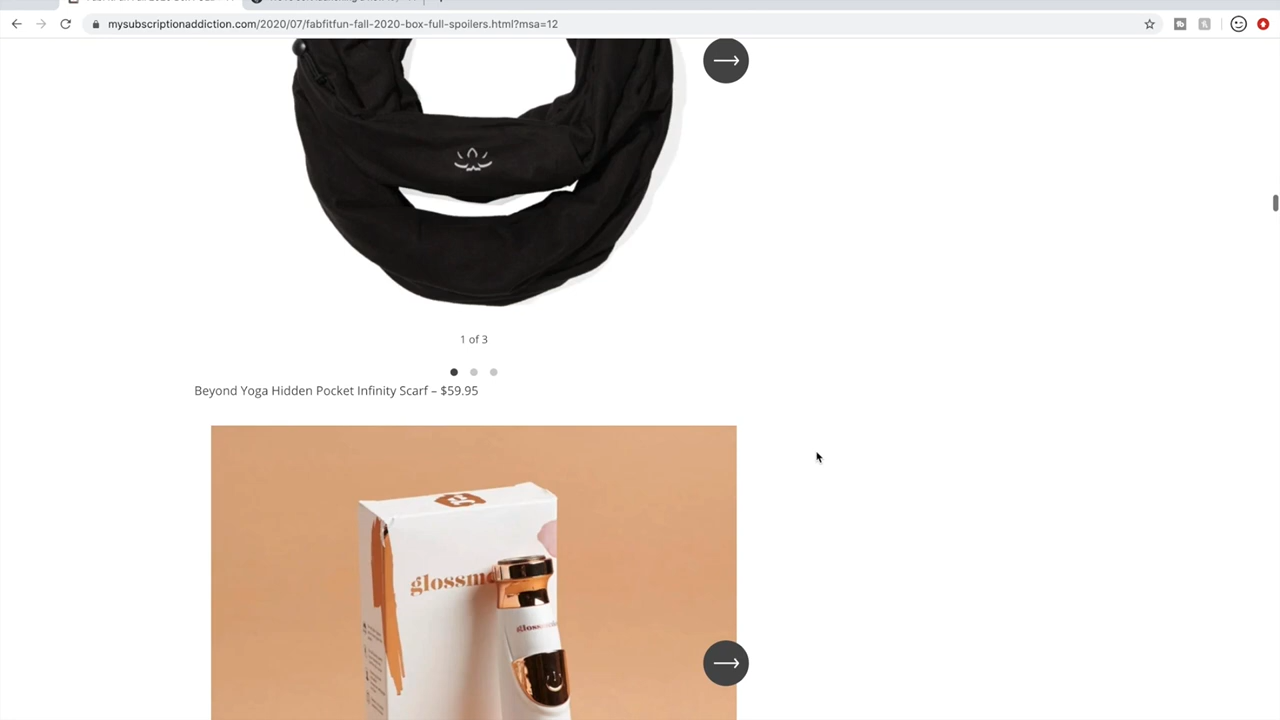 mysubscriptionaddiction.com/2020/07/fabfitfun-fall-2020-box-full-spoilers.html?msa=12
1 of 3
Beyond Yoga Hidden Pocket Infinity Scarf – $59.95